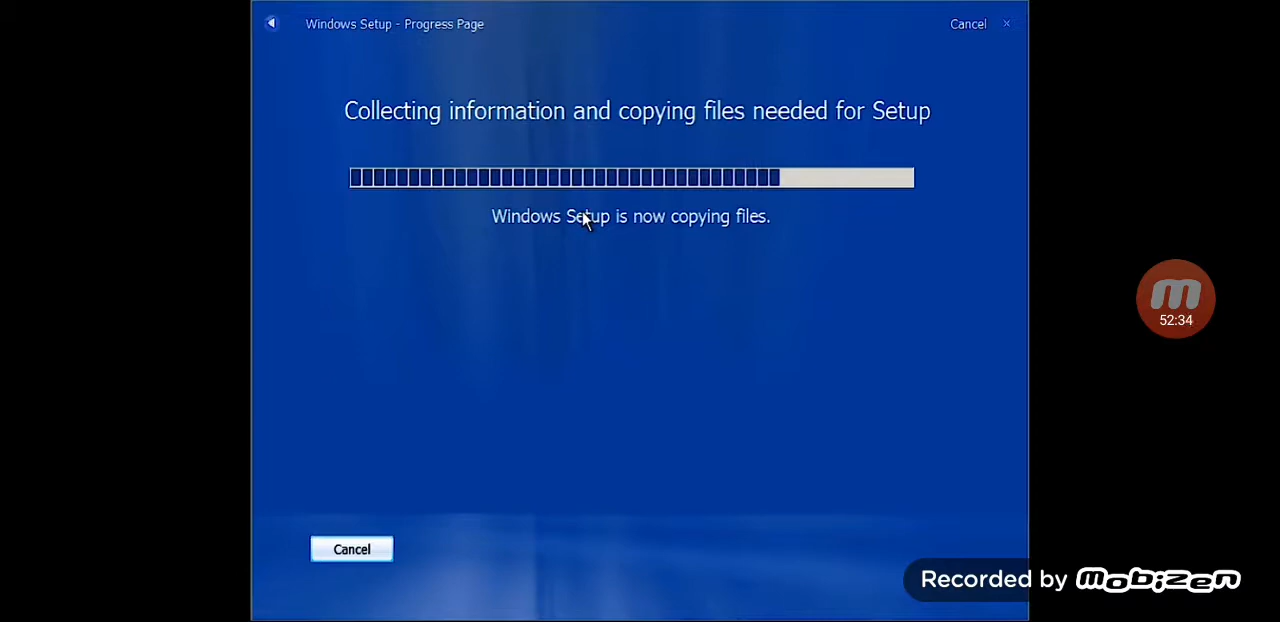 Windows Setup - Progress Page
Cancel ×
Collecting information and copying files needed for Setup
Windows Setup is now copying files.
52:34
Cancel
Recorded by mobizen